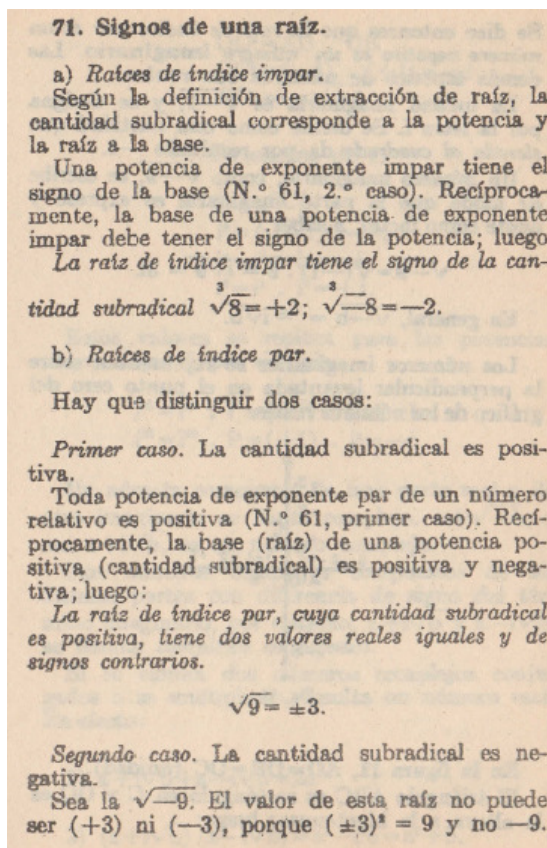 71. Signos de una raíz.
a) Raíces de índice impar.
Según la definición de extracción de raíz, la
cantidad subradical corresponde a la potencia y
la raíz a la base.
Una potencia de exponente impar tiene el
signo de la base (N.º 61, 2.º caso). Recíproca-
mente, la base de una potencia de exponente
impar debe tener el signo de la potencia; luego
La raíz de índice impar tiene el signo de la can-
tidad subradical ∛8=+2; ∛—8=—2.
b) Raíces de índice par.
Hay que distinguir dos casos:
Primer caso. La cantidad subradical es posi-
tiva.
Toda potencia de exponente par de un número
relativo es positiva (N.º 61, primer caso). Recí-
procamente, la base (raíz) de una potencia po-
sitiva (cantidad subradical) es positiva y nega-
tiva; luego:
La raíz de índice par, cuya cantidad subradical
es positiva, tiene dos valores reales iguales y de
signos contrarios.
√9= ±3.
Segundo caso. La cantidad subradical es ne-
gativa.
Sea la √—9. El valor de esta raíz no puede
ser (+3) ni (—3), porque (±3)² = 9 y no —9.